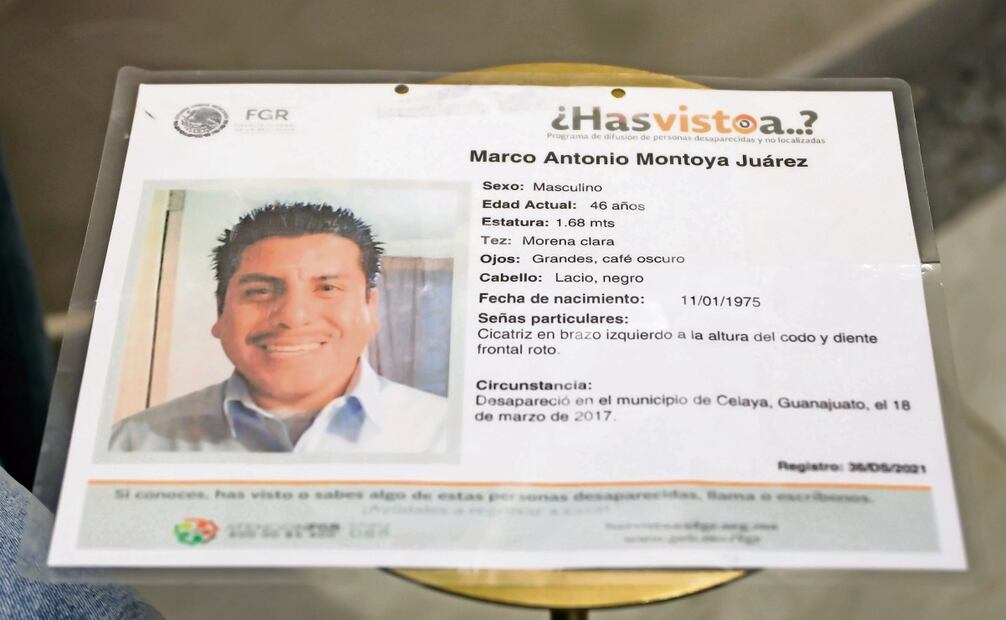 FGR
¿Hasvistoa..?
Programa de difusión de personas desaparecidas y no localizadas
Marco Antonio Montoya Juárez
Sexo: Masculino
Edad Actual: 46 años
Estatura: 1.68 mts
Tez: Morena clara
Ojos: Grandes, café oscuro
Cabello: Lacio, negro
Fecha de nacimiento: 11/01/1975
Señas particulares:
Cicatriz en brazo izquierdo a la altura del codo y diente
frontal roto.
Circunstancia:
Desapareció en el municipio de Celaya, Guanajuato, el 18
de marzo de 2017.
Registro: 36/DS/2021
Si conoces, has visto o sabes algo de estas personas desaparecidas, llama o escríbenos.